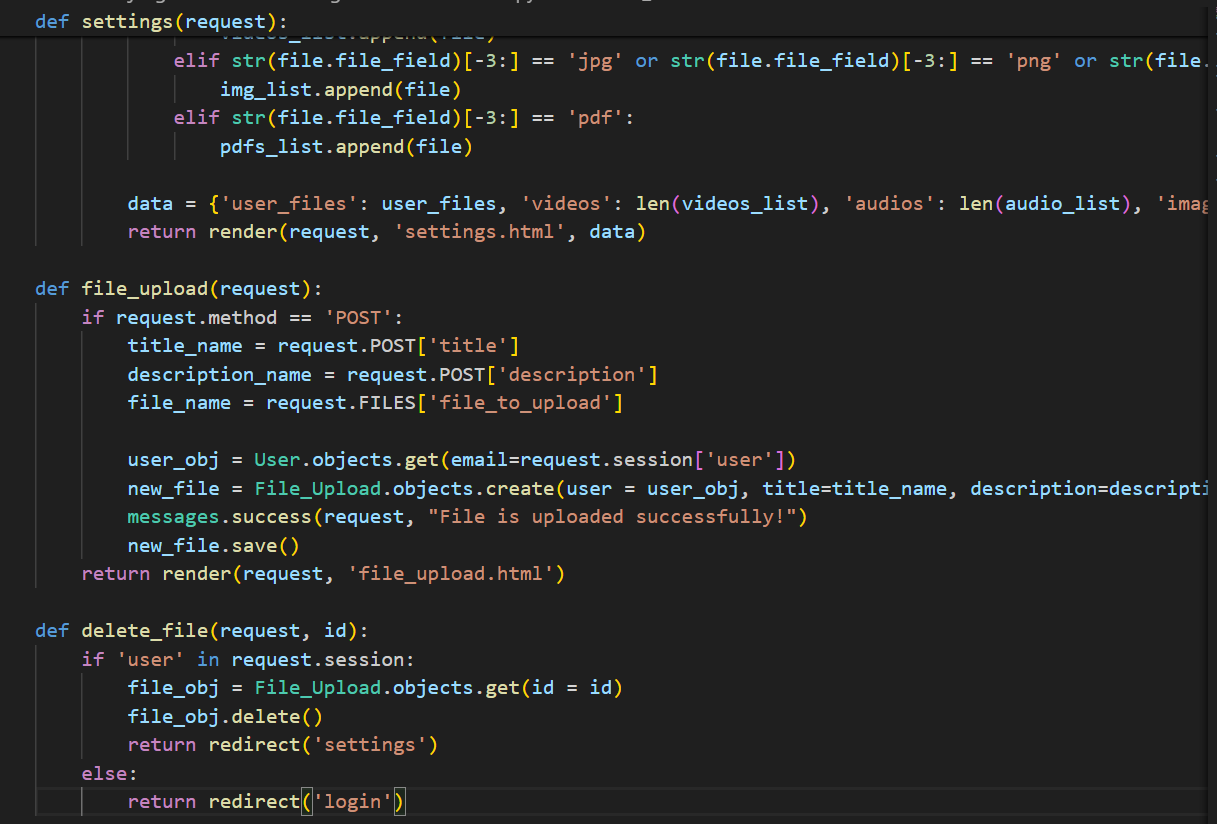 def settings(request):
videos_list.append(file)
elif str(file.file_field)[-3:] == 'jpg' or str(file.file_field)[-3:] == 'png' or str(file.
img_list.append(file)
elif str(file.file_field)[-3:] == 'pdf':
pdfs_list.append(file)
data = {'user_files': user_files, 'videos': len(videos_list), 'audios': len(audio_list), 'imag
return render(request, 'settings.html', data)
def file_upload(request):
if request.method == 'POST':
title_name = request.POST['title']
description_name = request.POST['description']
file_name = request.FILES['file_to_upload']
user_obj = User.objects.get(email=request.session['user'])
new_file = File_Upload.objects.create(user = user_obj, title=title_name, description=descripti
messages.success(request, "File is uploaded successfully!")
new_file.save()
return render(request, 'file_upload.html')
def delete_file(request, id):
if 'user' in request.session:
file_obj = File_Upload.objects.get(id = id)
file_obj.delete()
return redirect('settings')
else:
return redirect('login')